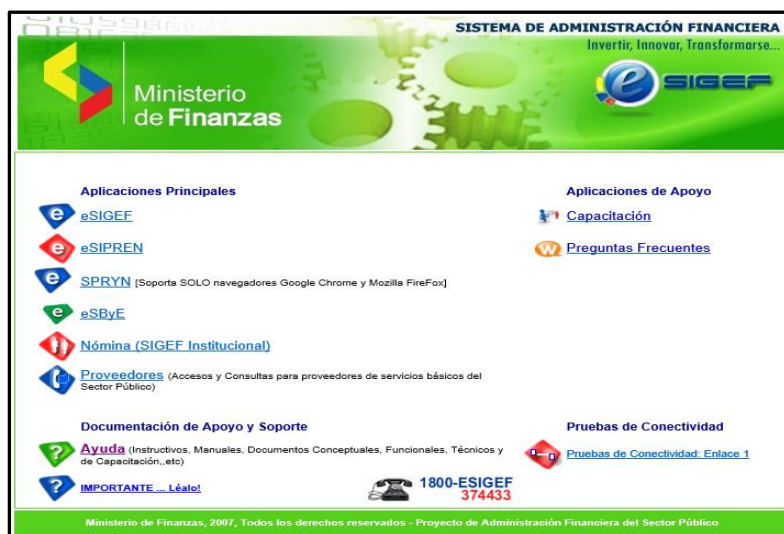 SISTEMA DE ADMINISTRACIÓN FINANCIERA
Invertir, Innovar, Transformarse...
e SIGEF
Ministerio
de Finanzas
Aplicaciones Principales
eSIGEF
eSIPREN
SPRYN [Soporta SOLO navegadores Google Chrome y Mozilla FireFox]
eSByE
Nómina (SIGEF Institucional)
Proveedores (Accesos y Consultas para proveedores de servicios básicos del
Sector Público)
Aplicaciones de Apoyo
Capacitación
Preguntas Frecuentes
Documentación de Apoyo y Soporte
Ayuda (Instructivos, Manuales, Documentos Conceptuales, Funcionales, Técnicos y
de Capacitación,,etc)
IMPORTANTE ... Léalo!
1800-ESIGEF
374433
Pruebas de Conectividad
Pruebas de Conectividad: Enlace 1
Ministerio de Finanzas, 2007, Todos los derechos reservados - Proyecto de Administración Financiera del Sector Público